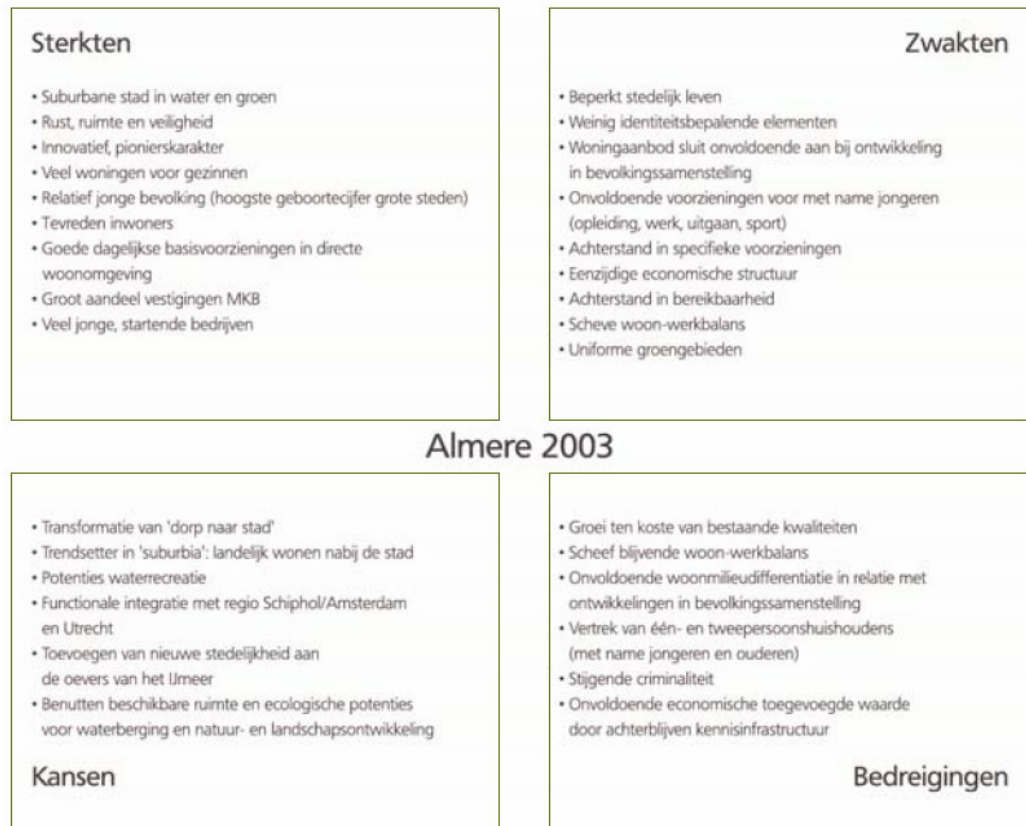 Sterkten
• Suburbane stad in water en groen
• Rust, ruimte en veiligheid
• Innovatief, pionierskarakter
• Veel woningen voor gezinnen
• Relatief jonge bevolking (hoogste geboortecijfer grote steden)
• Tevreden inwoners
• Goede dagelijkse basisvoorzieningen in directe
woonomgeving
• Groot aandeel vestigingen MKB
• Veel jonge, startende bedrijven
Zwakten
• Beperkt stedelijk leven
• Weinig identiteitsbepalende elementen
• Woningaanbod sluit onvoldoende aan bij ontwikkeling
in bevolkingssamenstelling
• Onvoldoende voorzieningen voor met name jongeren
(opleiding, werk, uitgaan, sport)
• Achterstand in specifieke voorzieningen
• Eenzijdige economische structuur
• Achterstand in bereikbaarheid
• Scheve woon-werkbalans
• Uniforme groengebieden
Almere 2003
• Transformatie van 'dorp naar stad'
• Trendsetter in 'suburbia': landelijk wonen nabij de stad
• Potenties waterrecreatie
• Functionale integratie met regio Schiphol/Amsterdam
en Utrecht
• Toevoegen van nieuwe stedelijkheid aan
de oevers van het IJmeer
• Benutten beschikbare ruimte en ecologische potenties
voor waterberging en natuur- en landschapsontwikkeling
Kansen
• Groei ten koste van bestaande kwaliteiten
• Scheef blijvende woon-werkbalans
• Onvoldoende woonmilieudifferentiatie in relatie met
ontwikkelingen in bevolkingssamenstelling
• Vertrek van één- en tweepersoonshuishoudens
(met name jongeren en ouderen)
• Stijgende criminaliteit
• Onvoldoende economische toegevoegde waarde
door achterblijven kennisinfrastructuur
Bedreigingen